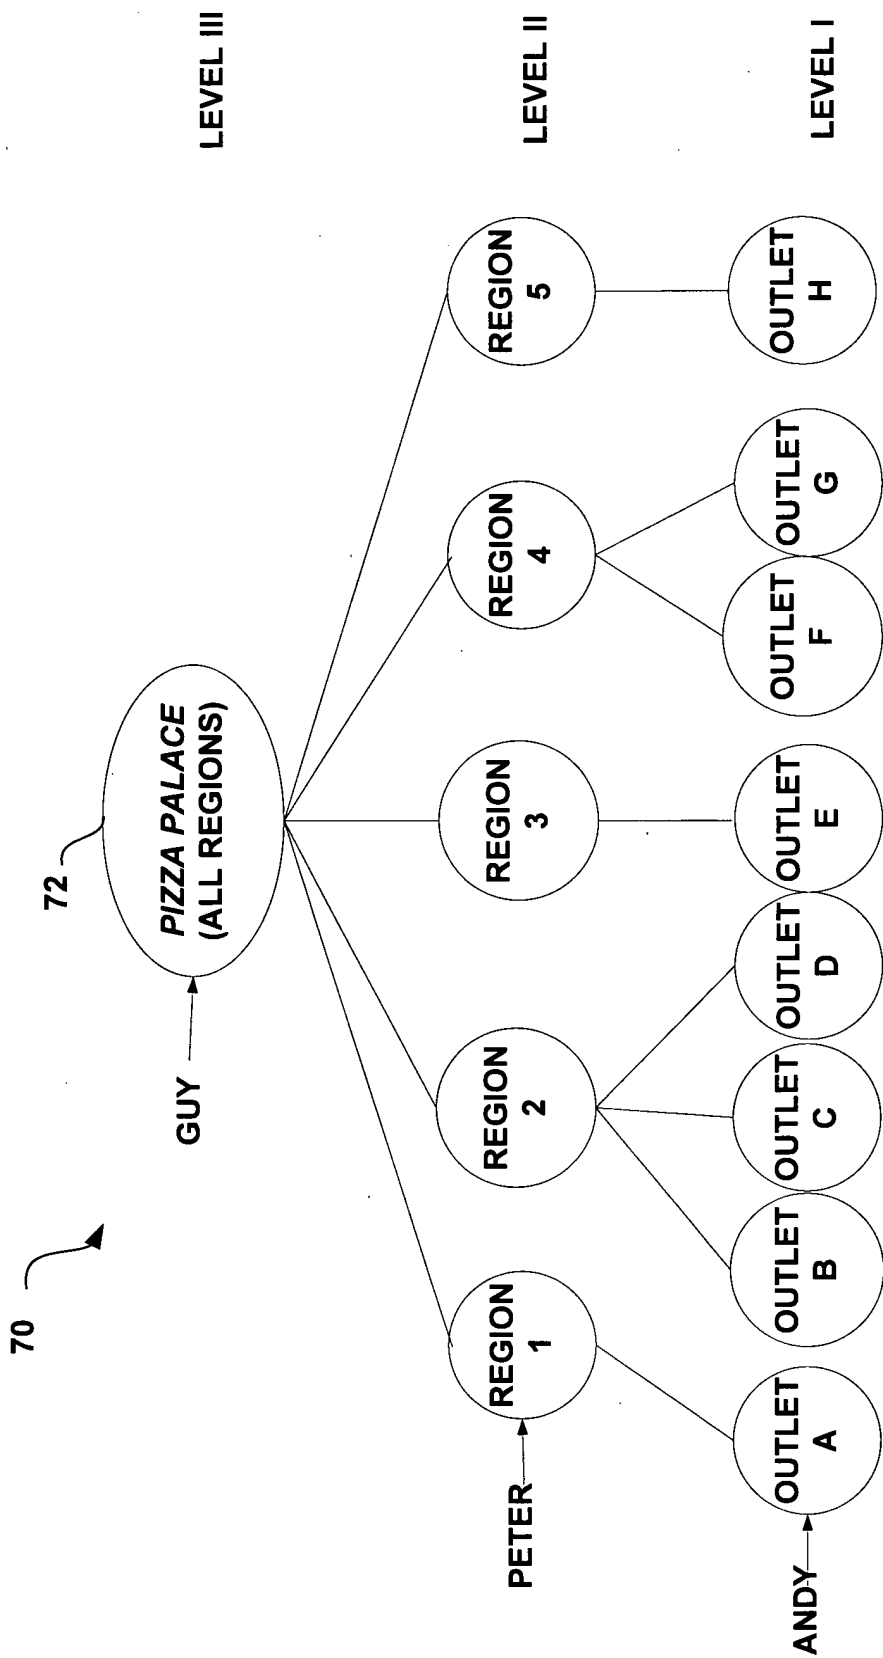 70
72
GUY
PIZZA PALACE
(ALL REGIONS)
LEVEL III
PETER
REGION
1
REGION
2
REGION
3
REGION
4
REGION
5
LEVEL II
ANDY
OUTLET
A
OUTLET
B
OUTLET
C
OUTLET
D
OUTLET
E
OUTLET
F
OUTLET
G
OUTLET
H
LEVEL I